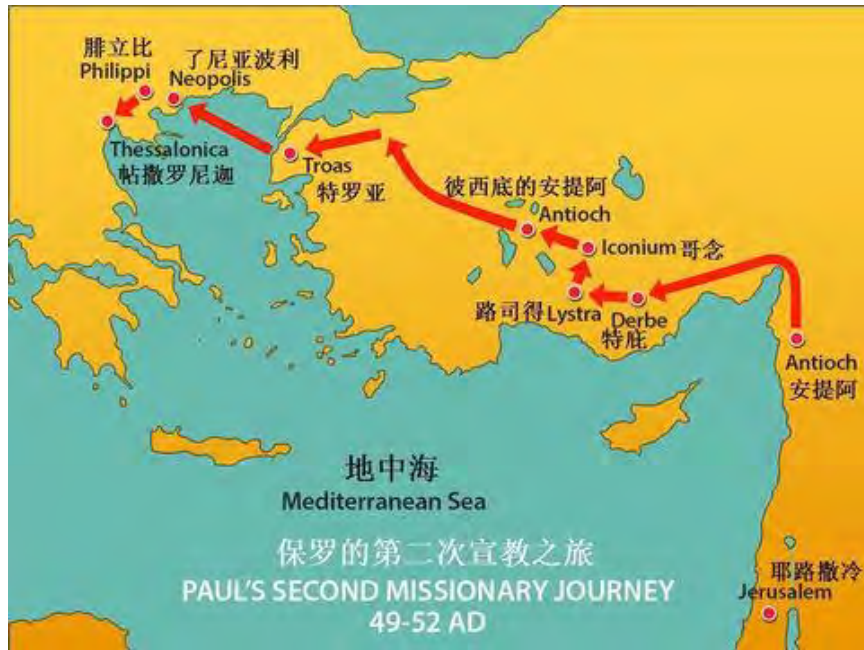 腓立比
Philippi
了尼亚波利
Neopolis
Thessalonica
帖撒罗尼迦
Troas
特罗亚
彼西底的安提阿
Antioch
Iconium 哥念
路司得 Lystra
Derbe
特庇
Antioch
安提阿
地中海
Mediterranean Sea
保罗的第二次宣教之旅
PAUL'S SECOND MISSIONARY JOURNEY
49-52 AD
耶路撒冷
Jerusalem